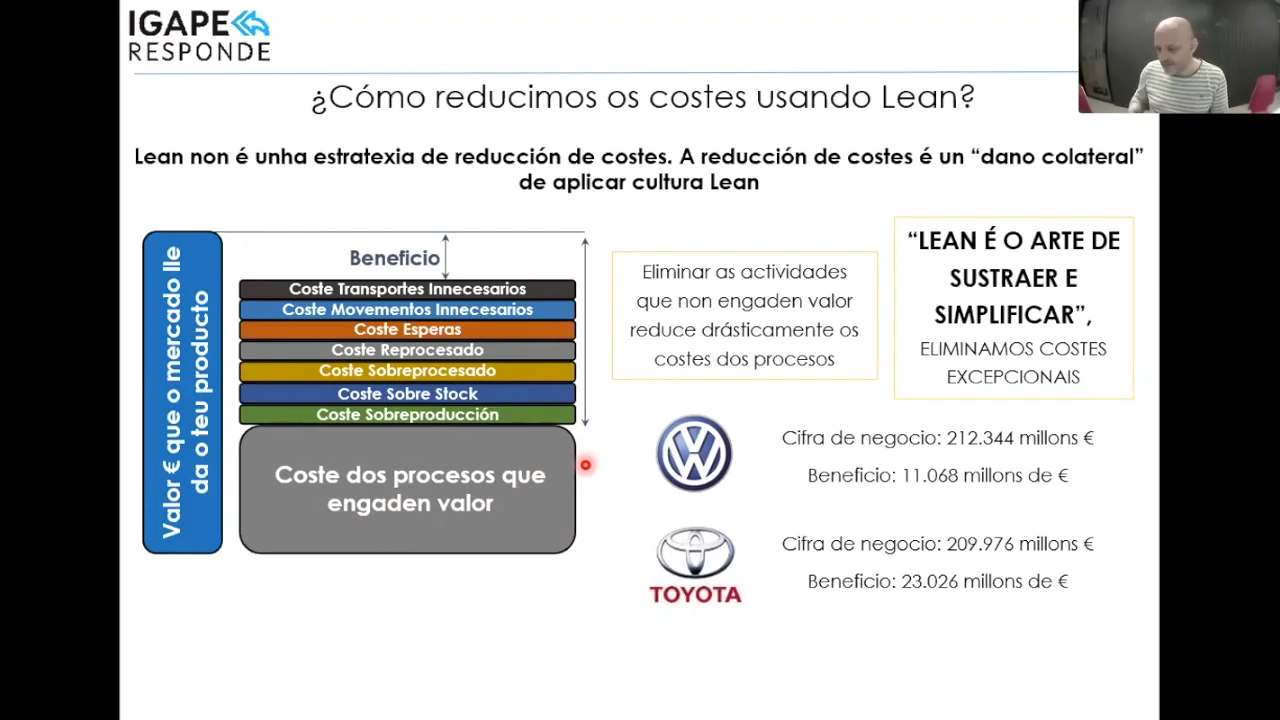 IGAPE
RESPONDE
¿Cómo reducimos os costes usando Lean?
Lean non é unha estratexia de reducción de costes. A reducción de costes é un “dano colateral”
de aplicar cultura Lean
Valor € que o mercado lle
da o teu producto
Beneficio
Coste Transportes Innecesarios
Coste Movementos Innecesarios
Coste Esperas
Coste Reprocesado
Coste Sobreprocesado
Coste Sobre Stock
Coste Sobreproducción
Coste dos procesos que
engaden valor
Eliminar as actividades
que non engaden valor
reduce drásticamente os
costes dos procesos
“LEAN É O ARTE DE
SUSTRAER E
SIMPLIFICAR”,
ELIMINAMOS COSTES
EXCEPCIONAIS
VW
Cifra de negocio: 212.344 millons €
Beneficio: 11.068 millons de €
TOYOTA
Cifra de negocio: 209.976 millons €
Beneficio: 23.026 millons de €